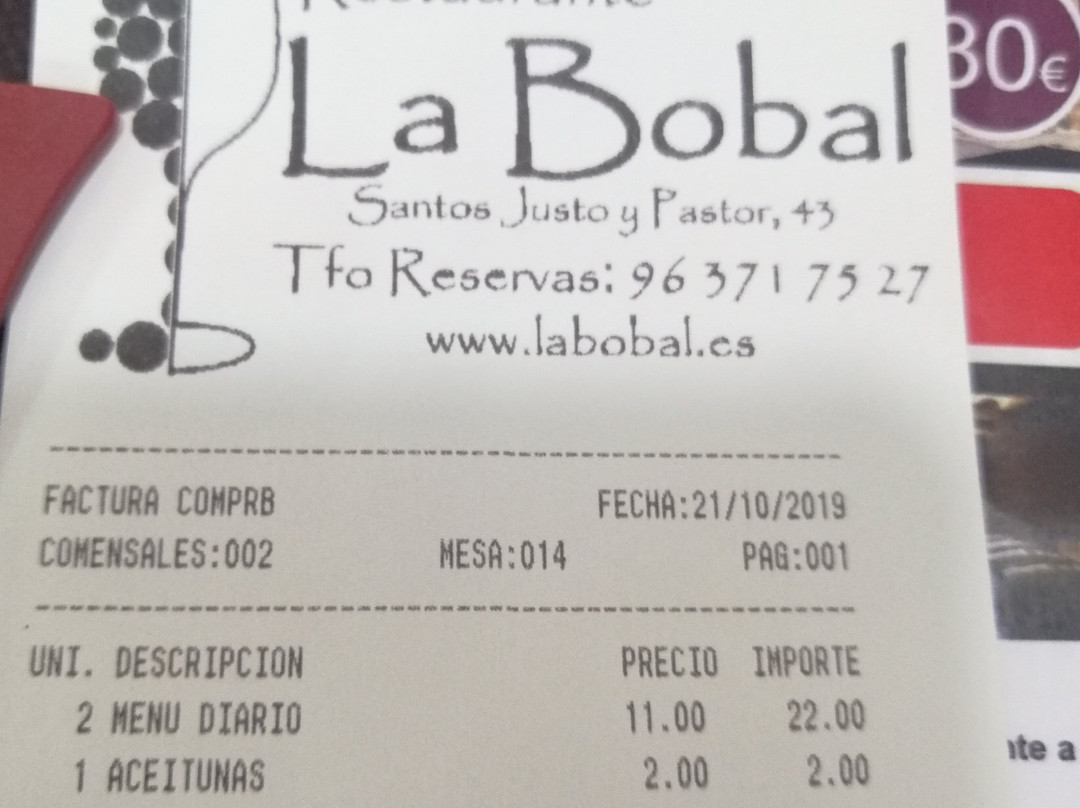 Restaurante
La Bobal
Santos Justo y Pastor, 43
Tfo Reservas: 96 371 75 27
www.labobal.es
FACTURA COMPRB FECHA:21/10/2019
COMENSALES:002 MESA:014 PAG:001
UNI. DESCRIPCION PRECIO IMPORTE
2 MENU DIARIO 11.00 22.00
1 ACEITUNAS 2.00 2.00
30€